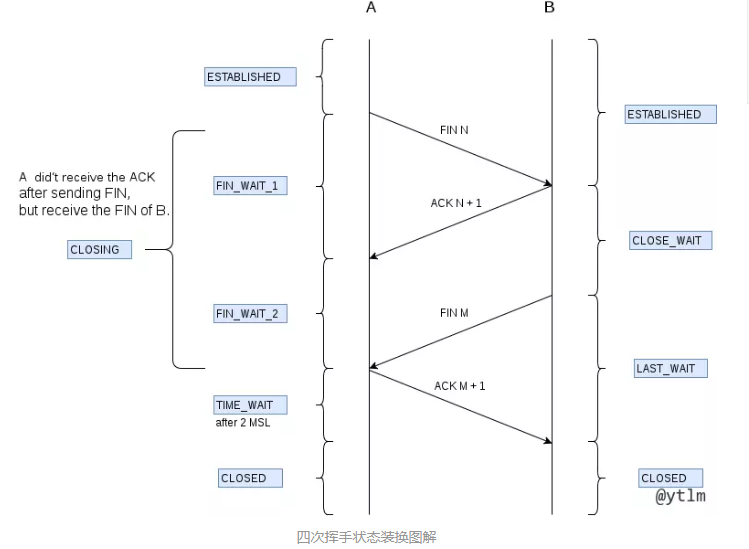 A
B
ESTABLISHED
ESTABLISHED
FIN N
A did't receive the ACK
after sending FIN,
but receive the FIN of B.
FIN_WAIT_1
ACK N + 1
CLOSING
CLOSE_WAIT
FIN_WAIT_2
FIN M
LAST_WAIT
ACK M + 1
TIME_WAIT
after 2 MSL
CLOSED
CLOSED
@ytlm
四次挥手状态装换图解